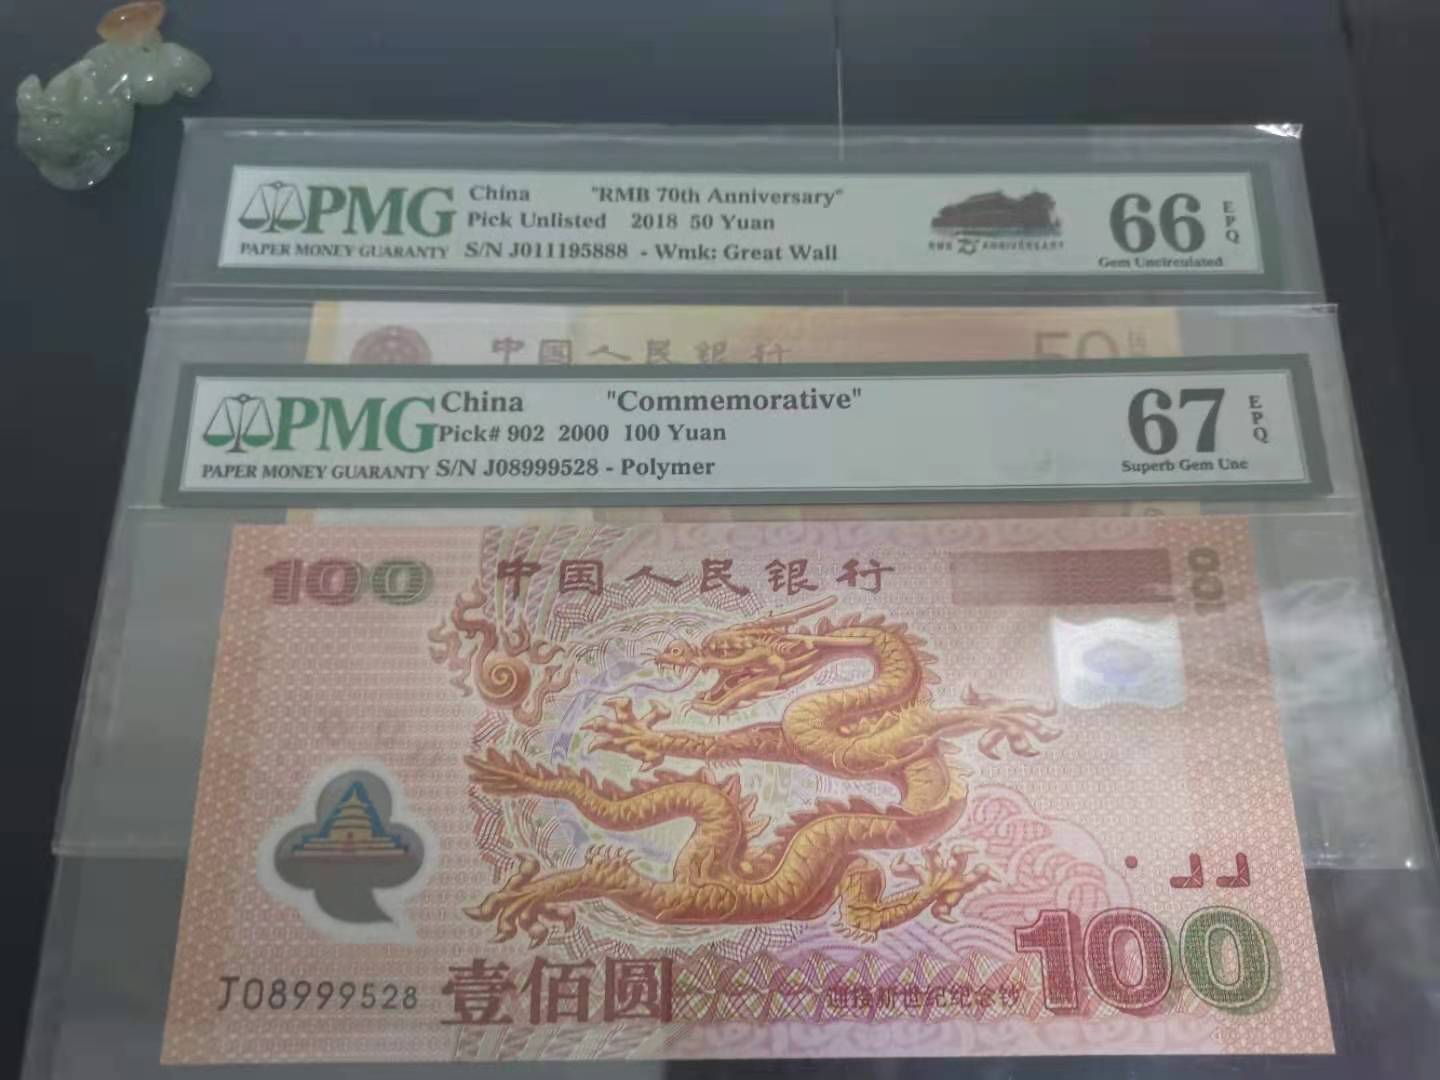 PMG
PAPER MONEY GUARANTY
China "RMB 70th Anniversary"
Pick Unlisted 2018 50 Yuan
S/N J011195888 - Wmk: Great Wall
66
EPQ
Gem Uncirculated
中国人民银行
50
PMG
PAPER MONEY GUARANTY
China "Commemorative"
Pick# 902 2000 100 Yuan
S/N J08999528 - Polymer
67
EPQ
Superb Gem Unc
100
中国人民银行
100
J08999528
壹佰圆
迎接新世纪纪念钞
100